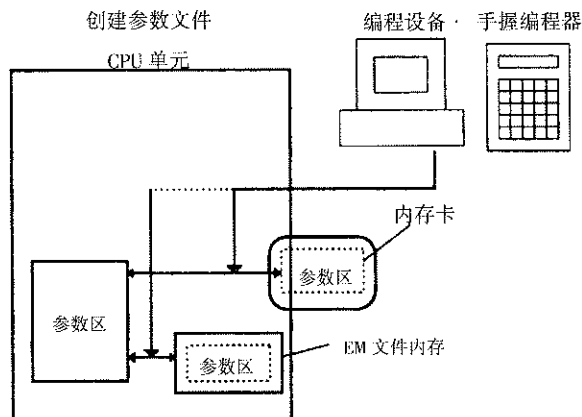 创建参数文件
编程设备· 手握编程器
CPU 单元
内存卡
参数区
参数区
EM 文件内存
参数区